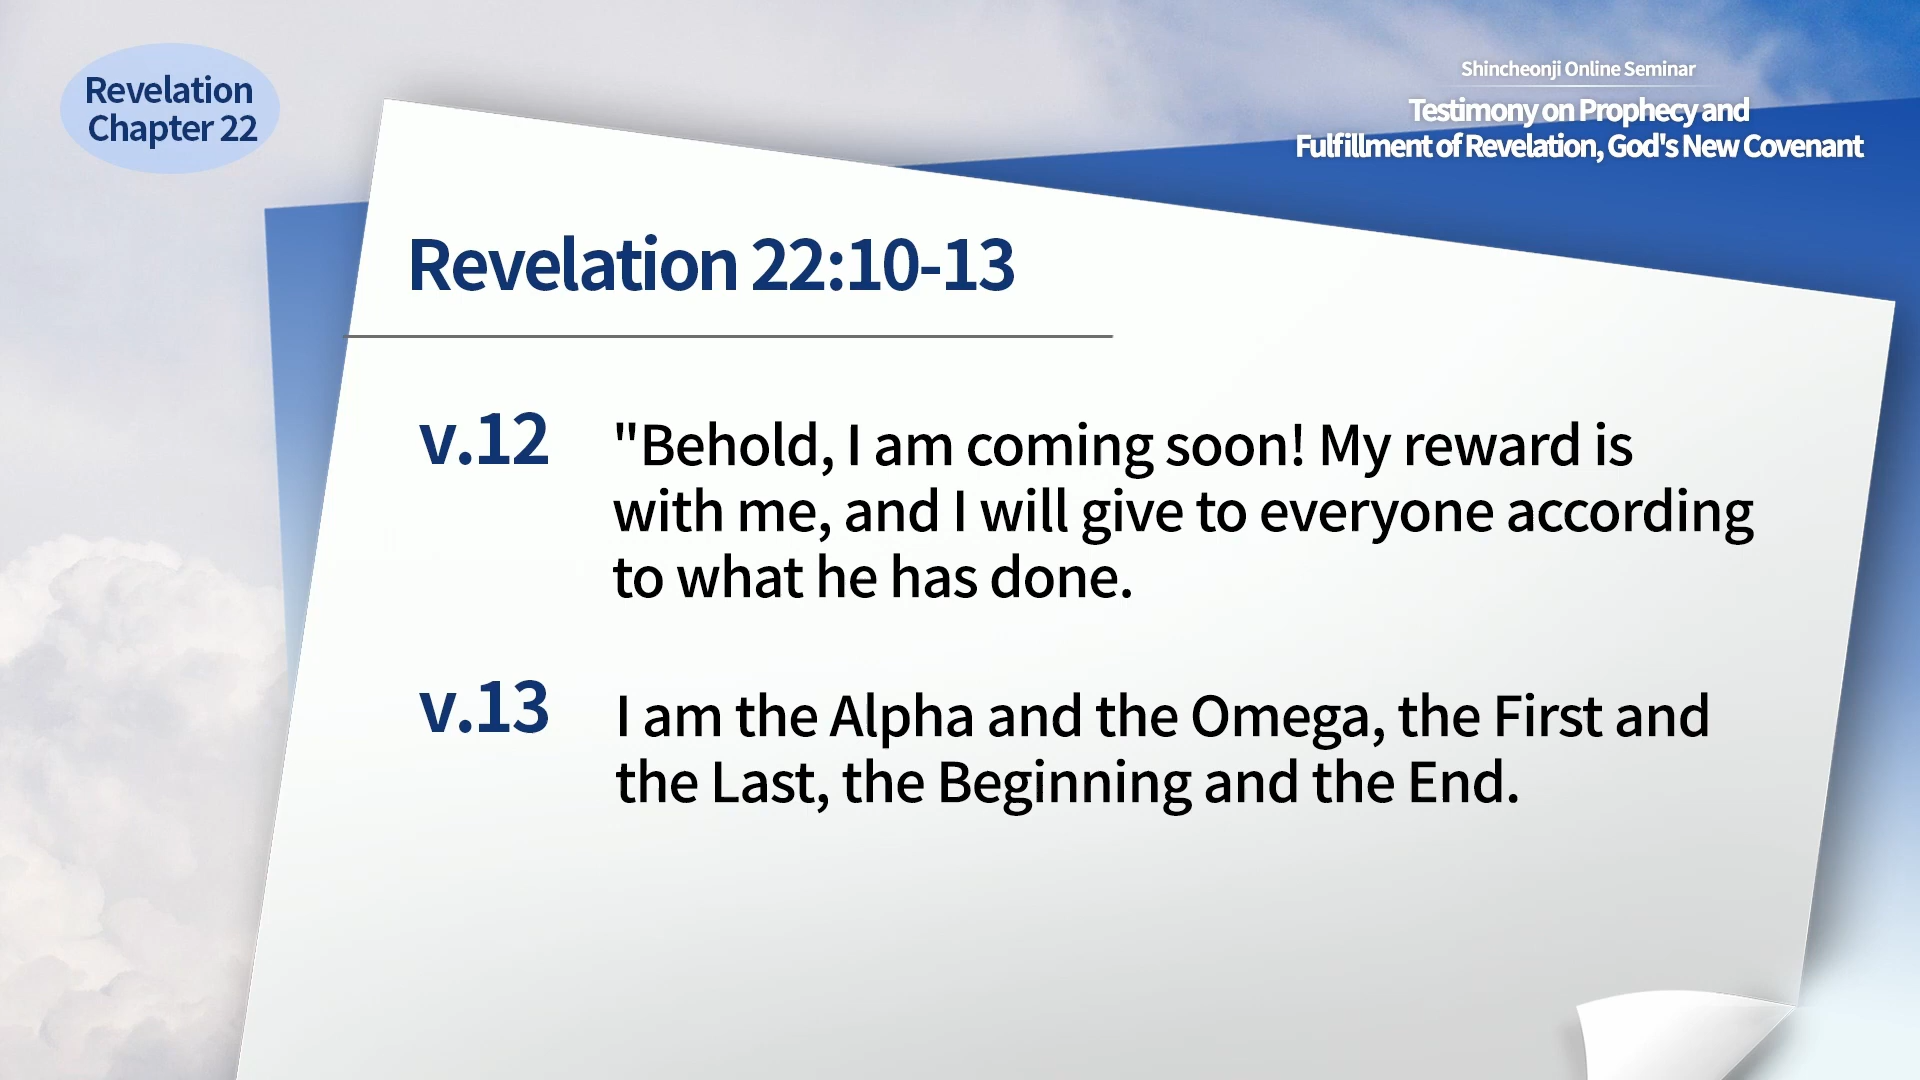 Revelation
Chapter 22
Shincheonji Online Seminar
Testimony on Prophecy and
Fulfillment of Revelation, God's New Covenant
Revelation 22:10-13
v.12
"Behold, I am coming soon! My reward is
with me, and I will give to everyone according
to what he has done.
v.13
I am the Alpha and the Omega, the First and
the Last, the Beginning and the End.